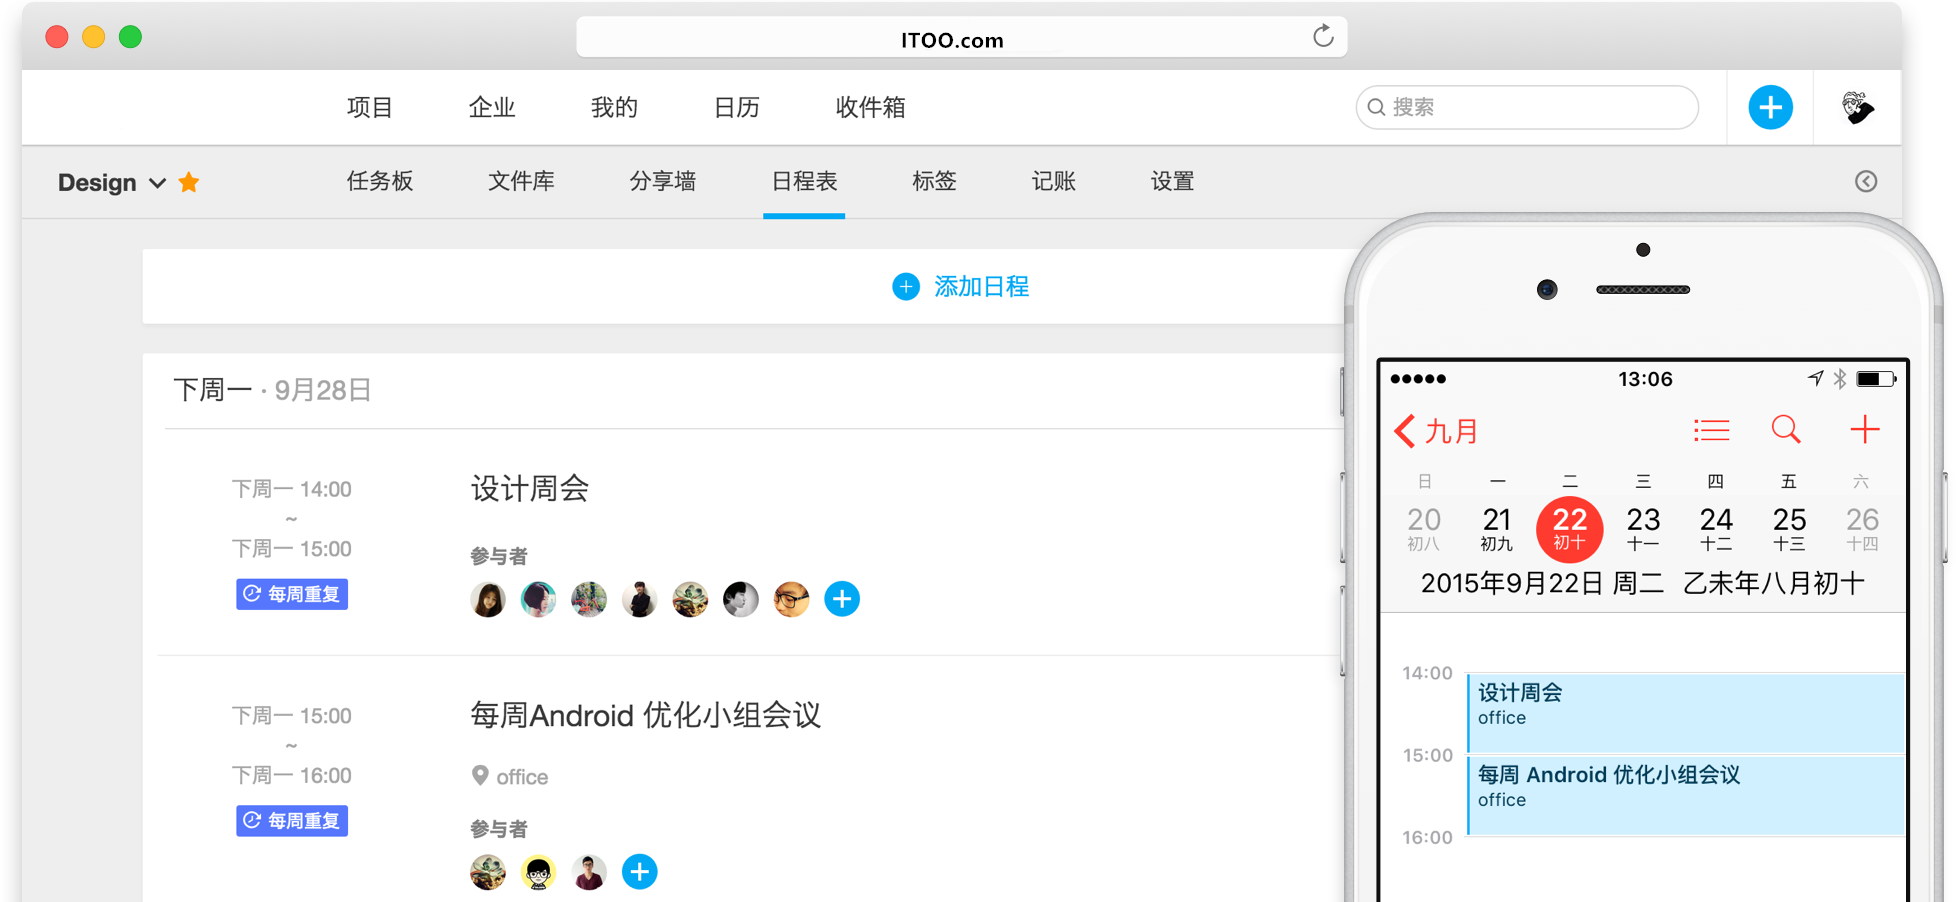 ITOO.com
项目 企业 我的 日历 收件箱 搜索
Design 任务板 文件库 分享墙 日程表 标签 记账 设置
添加日程
下周一 · 9月28日
下周一 14:00
~
下周一 15:00
每周重复
设计周会
参与者
下周一 15:00
~
下周一 16:00
每周重复
每周Android 优化小组会议
office
参与者
13:06
九月
日 一 二 三 四 五 六
20 21 22 23 24 25 26
初八 初九 初十 十一 十二 十三 十四
2015年9月22日 周二 乙未年八月初十
14:00
设计周会
office
15:00
每周 Android 优化小组会议
office
16:00